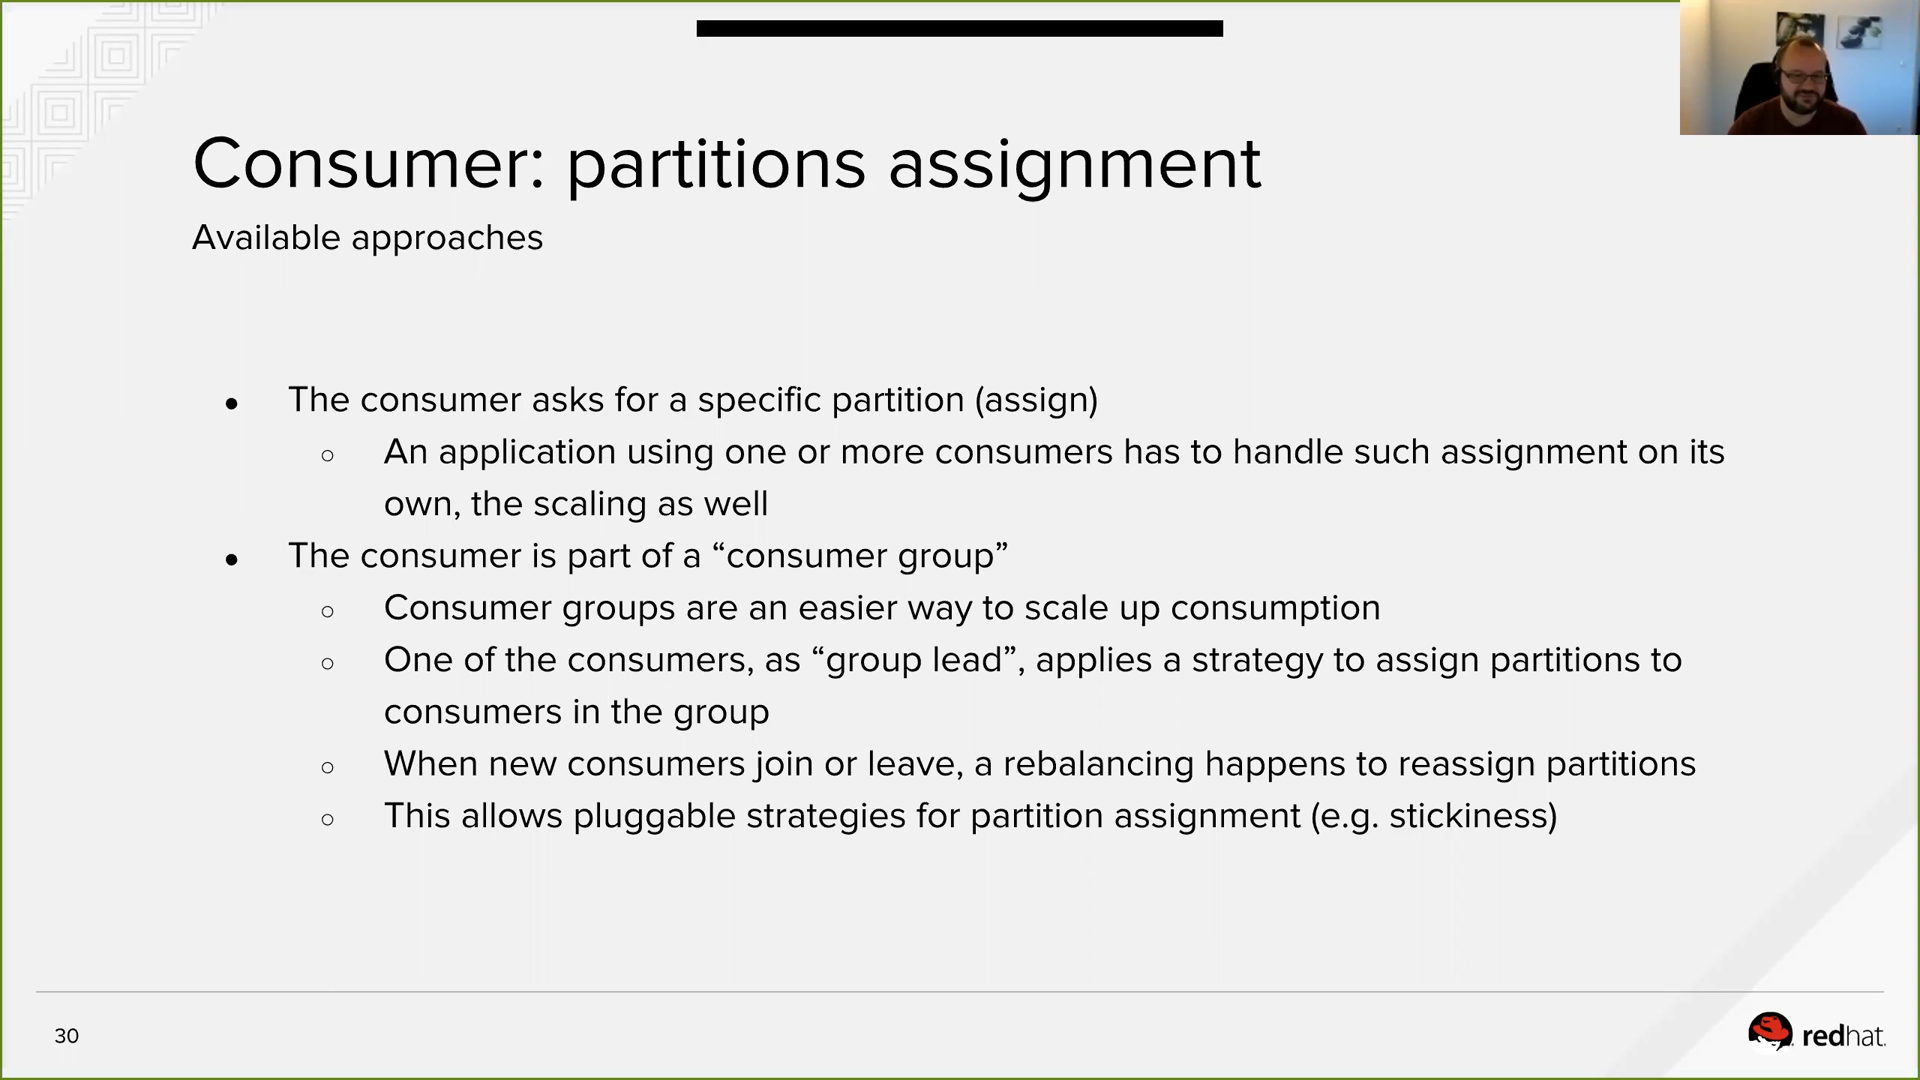 Consumer: partitions assignment
Available approaches
● The consumer asks for a specific partition (assign)
○ An application using one or more consumers has to handle such assignment on its
own, the scaling as well
● The consumer is part of a “consumer group”
○ Consumer groups are an easier way to scale up consumption
○ One of the consumers, as “group lead”, applies a strategy to assign partitions to
consumers in the group
○ When new consumers join or leave, a rebalancing happens to reassign partitions
○ This allows pluggable strategies for partition assignment (e.g. stickiness)
30
redhat.